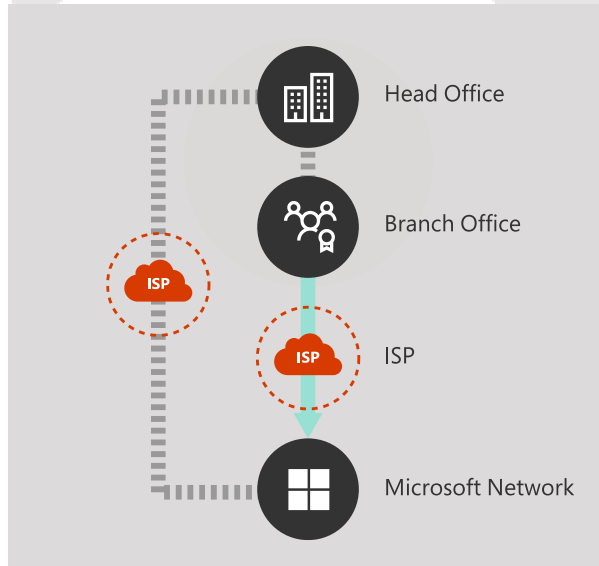 Head Office
Branch Office
ISP
ISP
ISP
Microsoft Network